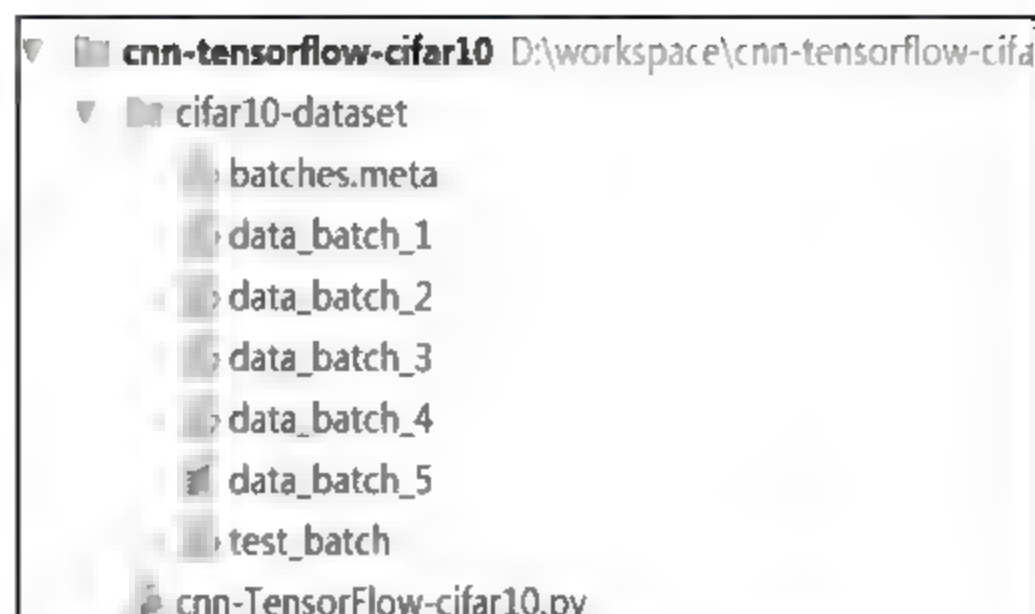 cnn-tensorflow-cifar10 D:\workspace\cnn-tensorflow-cifa
cifar10-dataset
batches.meta
data_batch_1
data_batch_2
data_batch_3
data_batch_4
data_batch_5
test_batch
cnn-TensorFlow-cifar10.py